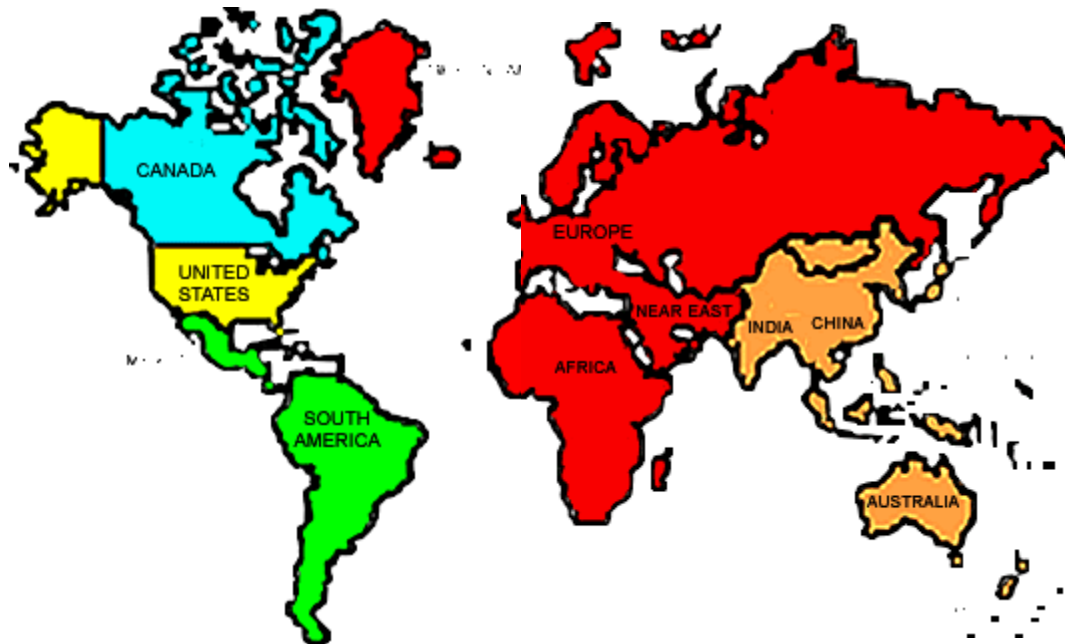 CANADA
UNITED
STATES
SOUTH
AMERICA
EUROPE
NEAR EAST
AFRICA
INDIA
CHINA
AUSTRALIA